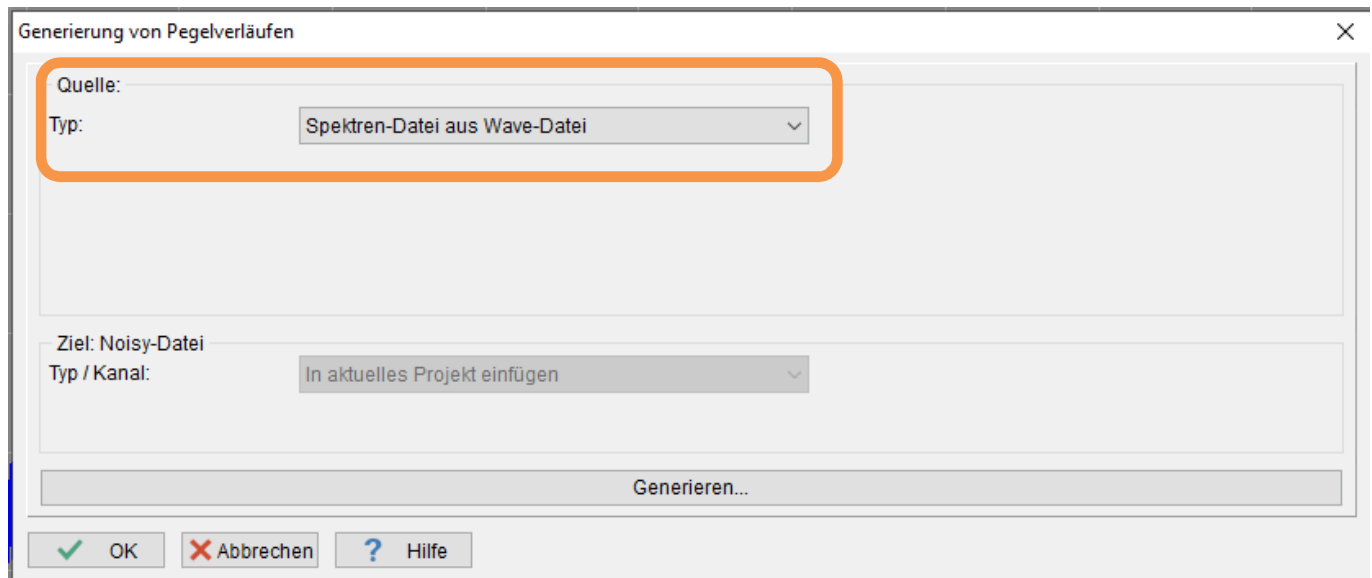 Generierung von Pegelverläufen
Quelle:
Typ: Spektren-Datei aus Wave-Datei
Ziel: Noisy-Datei
Typ / Kanal: In aktuelles Projekt einfügen
Generieren...
OK Abbrechen ? Hilfe